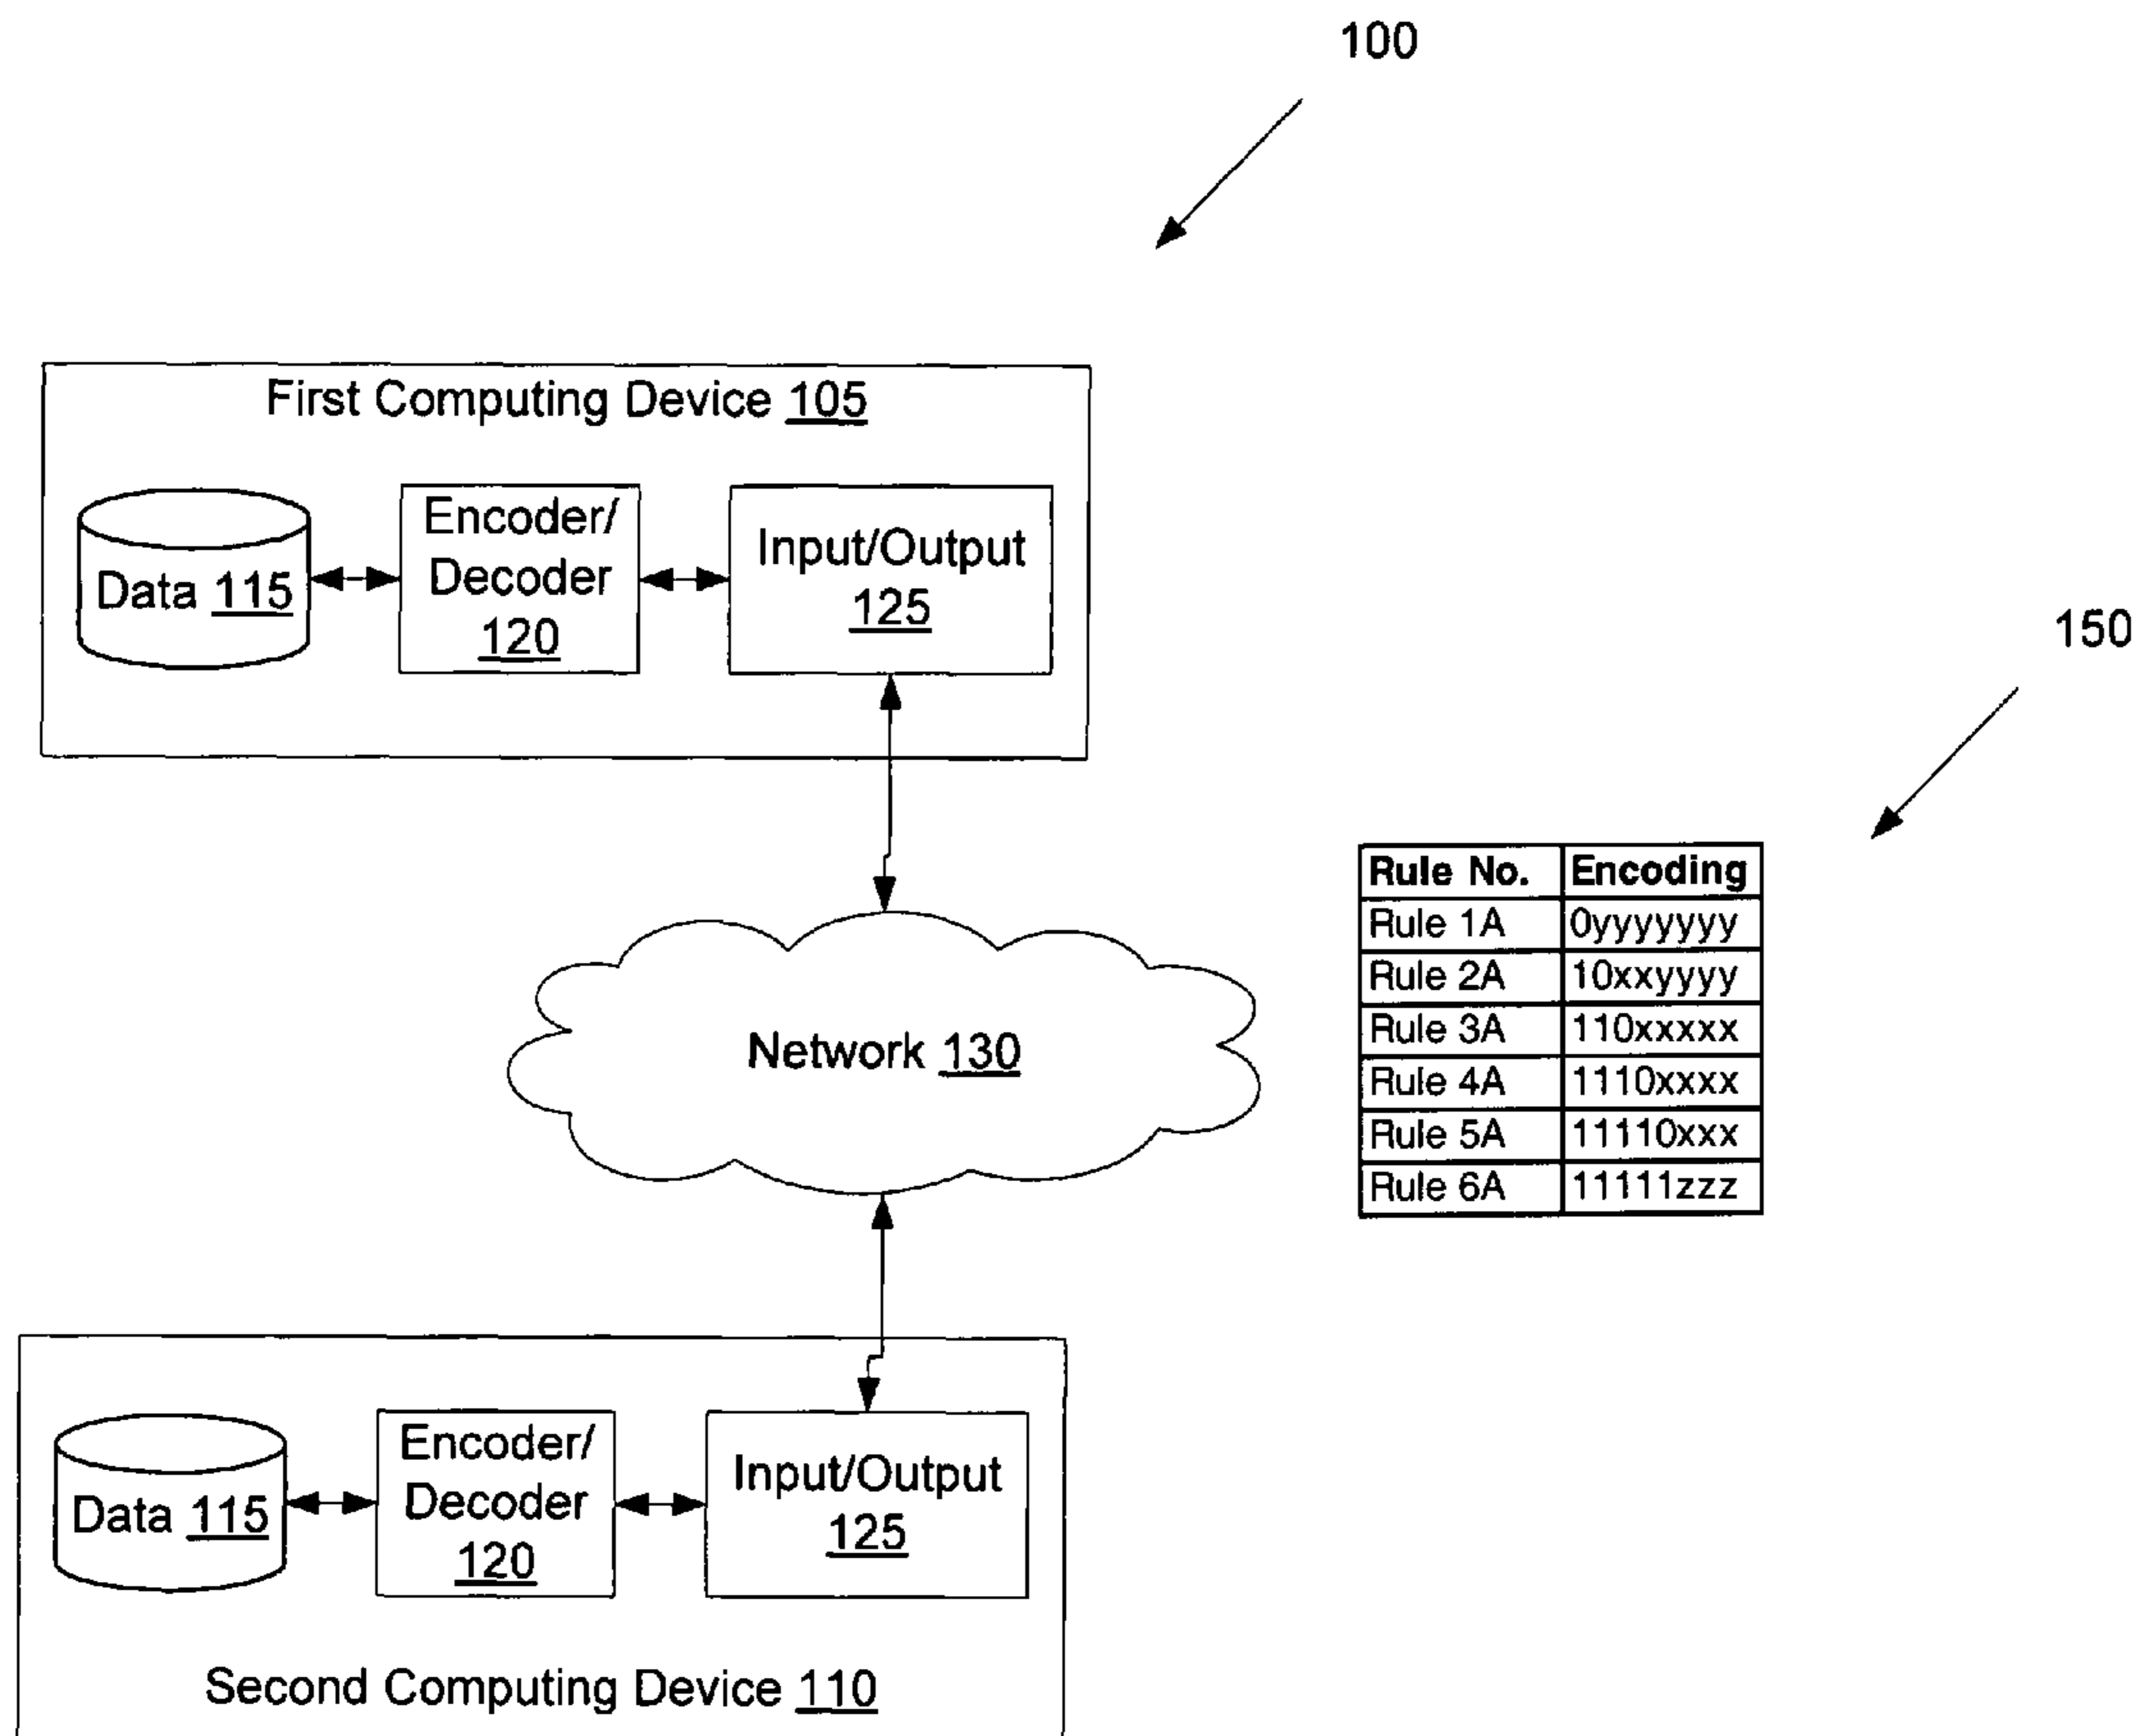 100
First Computing Device 105
Data 115
Encoder/
Decoder
120
Input/Output
125
150
Rule No. Encoding
Rule 1A 0yyyyyyy
Rule 2A 10xxyyyy
Rule 3A 110xxxxx
Rule 4A 1110xxxx
Rule 5A 11110xxx
Rule 6A 11111zzz
Network 130
Data 115
Encoder/
Decoder
120
Input/Output
125
Second Computing Device 110